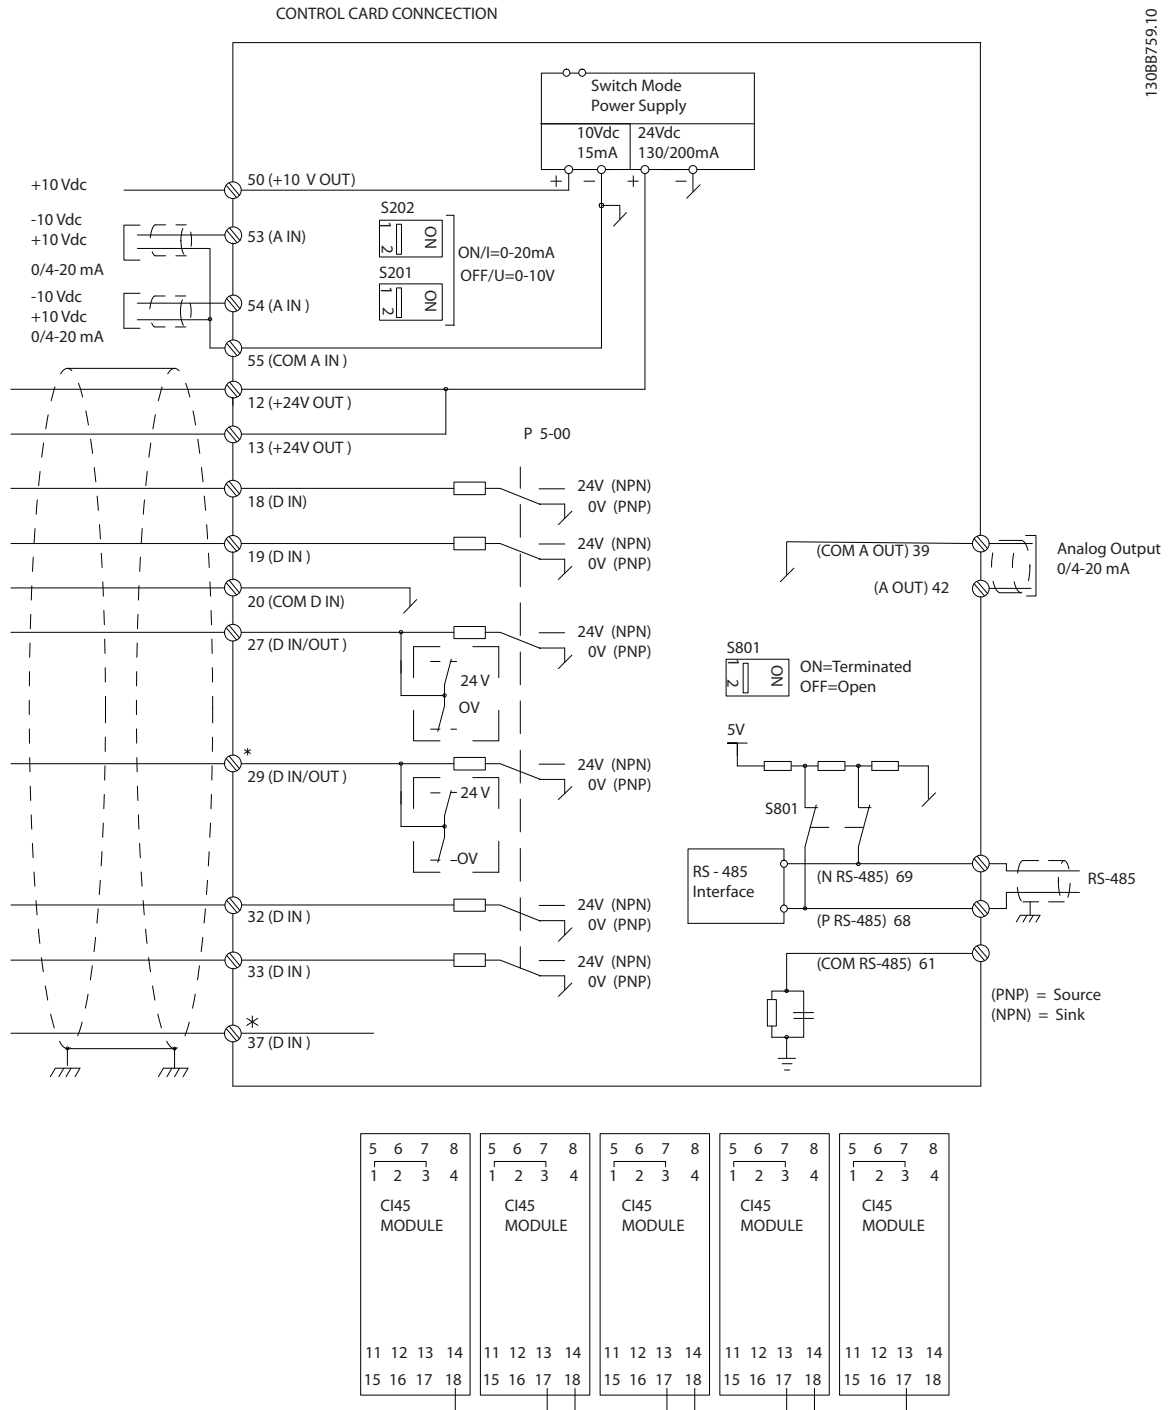 CONTROL CARD CONNCECTION
130BB759.10
Switch Mode
Power Supply
10Vdc
15mA
24Vdc
130/200mA
+ − + −
+10 Vdc
50 (+10 V OUT)
-10 Vdc
+10 Vdc
0/4-20 mA
53 (A IN)
S202
1 2 ON
ON/I=0-20mA
OFF/U=0-10V
S201
1 2 ON
-10 Vdc
+10 Vdc
0/4-20 mA
54 (A IN )
55 (COM A IN )
12 (+24V OUT )
13 (+24V OUT )
P 5-00
18 (D IN)
24V (NPN)
0V (PNP)
19 (D IN )
24V (NPN)
0V (PNP)
20 (COM D IN)
27 (D IN/OUT )
24V (NPN)
0V (PNP)
24 V
OV
*
29 (D IN/OUT )
24V (NPN)
0V (PNP)
24 V
OV
32 (D IN )
24V (NPN)
0V (PNP)
33 (D IN )
24V (NPN)
0V (PNP)
*
37 (D IN )
(COM A OUT) 39
(A OUT) 42
Analog Output
0/4-20 mA
S801
1 2 ON
ON=Terminated
OFF=Open
5V
S801
RS - 485
Interface
(N RS-485) 69
RS-485
(P RS-485) 68
(COM RS-485) 61
(PNP) = Source
(NPN) = Sink
5 6 7 8
1 2 3 4
CI45
MODULE
11 12 13 14
15 16 17 18
5 6 7 8
1 2 3 4
CI45
MODULE
11 12 13 14
15 16 17 18
5 6 7 8
1 2 3 4
CI45
MODULE
11 12 13 14
15 16 17 18
5 6 7 8
1 2 3 4
CI45
MODULE
11 12 13 14
15 16 17 18
5 6 7 8
1 2 3 4
CI45
MODULE
11 12 13 14
15 16 17 18